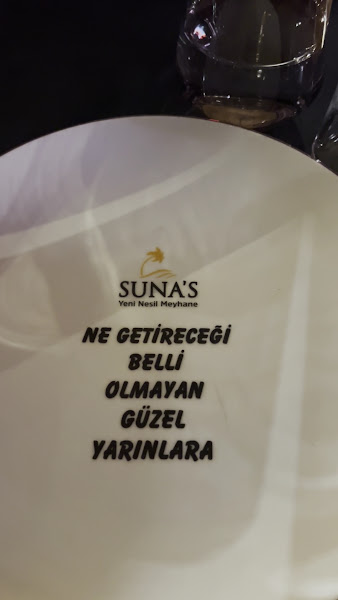 SUNA'S
Yeni Nesil Meyhane
NE GETİRECEĞİ
BELLİ
OLMAYAN
GÜZEL
YARINLARA